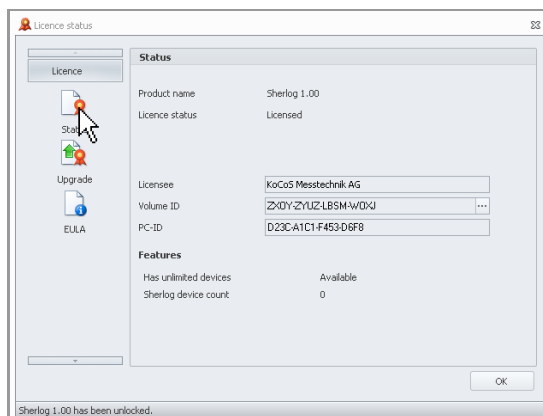 Licence status
Licence
Status
Upgrade
EULA
Status
Product name Sherlog 1.00
Licence status Licensed
Licensee KoCoS Messtechnik AG
Volume ID ZX0Y-ZYUZ-LBSM-W0XJ ...
PC-ID D23C-A1C1-F453-D6F8
Features
Has unlimited devices Available
Sherlog device count 0
OK
Sherlog 1.00 has been unlocked.